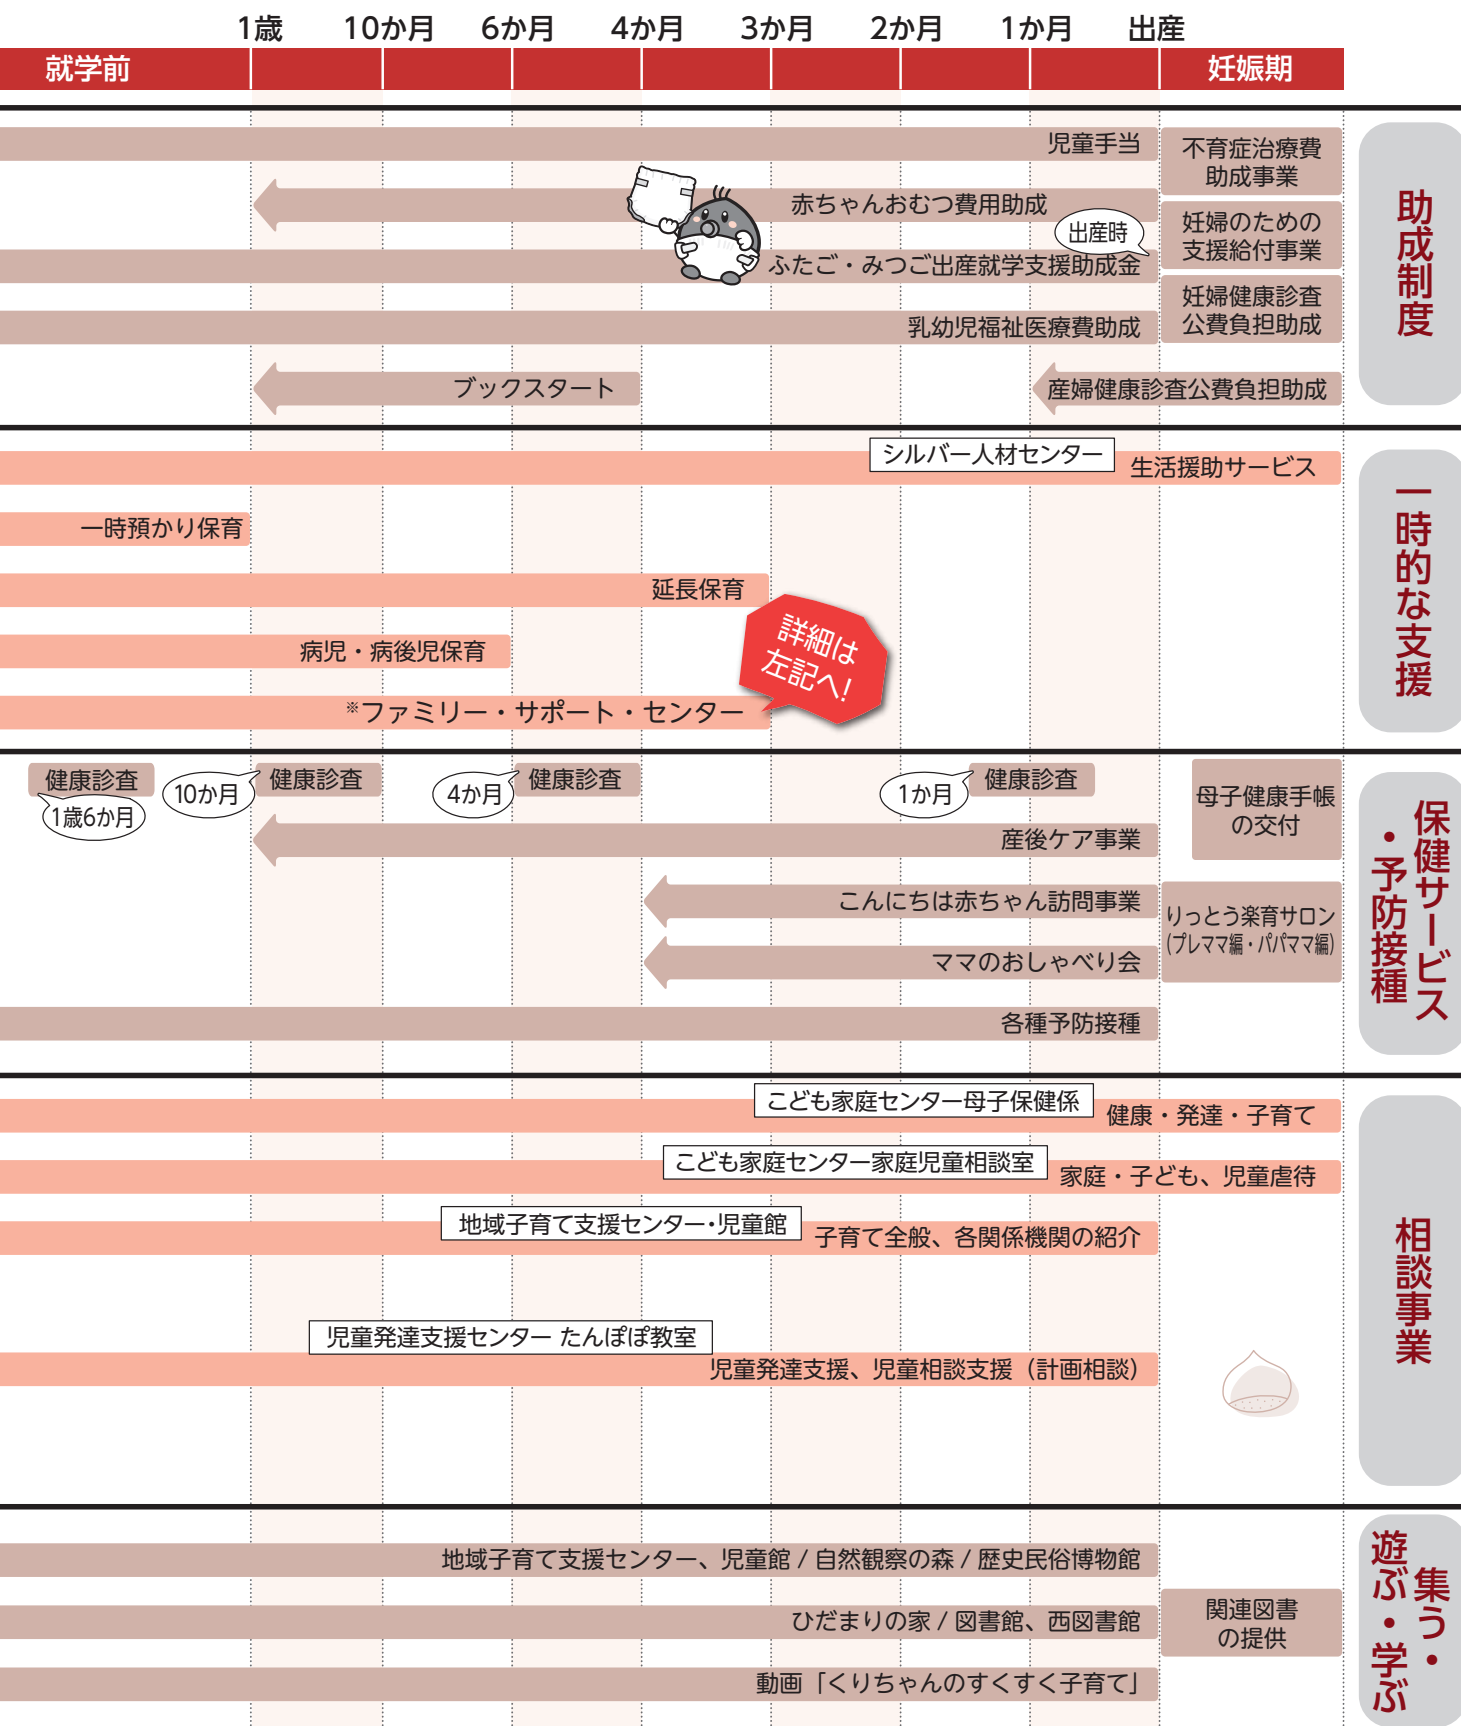 1歳 10か月 6か月 4か月 3か月 2か月 1か月 出産
就学前 妊娠期
助成制度
児童手当
不育症治療費
助成事業
赤ちゃんおむつ費用助成
妊婦のための
支援給付事業
出産時
ふたご・みつご出産就学支援助成金
妊婦健康診査
公費負担助成
乳幼児福祉医療費助成
ブックスタート
産婦健康診査公費負担助成
一時的な支援
シルバー人材センター
生活援助サービス
一時預かり保育
延長保育
病児・病後児保育
詳細は
左記へ!
※ファミリー・サポート・センター
保健サービス
・予防接種
健康診査
1歳6か月
10か月
健康診査
4か月
健康診査
1か月
健康診査
母子健康手帳
の交付
産後ケア事業
こんにちは赤ちゃん訪問事業
りっとう楽育サロン
(プレママ編・パパママ編)
ママのおしゃべり会
各種予防接種
相談事業
こども家庭センター母子保健係
健康・発達・子育て
こども家庭センター家庭児童相談室
家庭・子ども、児童虐待
地域子育て支援センター・児童館
子育て全般、各関係機関の紹介
児童発達支援センター たんぽぽ教室
児童発達支援、児童相談支援（計画相談）
集う・
遊ぶ・学ぶ
地域子育て支援センター、児童館 / 自然観察の森 / 歴史民俗博物館
ひだまりの家 / 図書館、西図書館
関連図書
の提供
動画「くりちゃんのすくすく子育て」